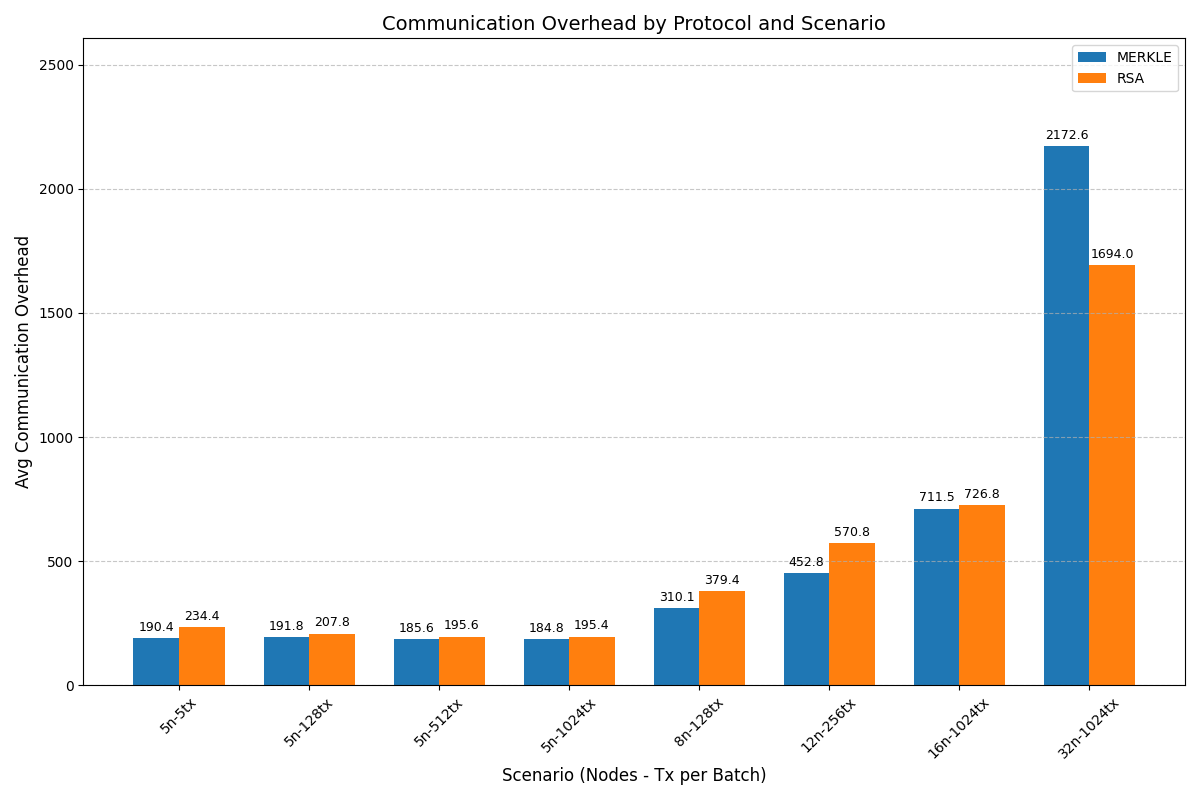 Communication Overhead by Protocol and Scenario
MERKLE
RSA
Avg Communication Overhead
2500
2000
1500
1000
500
0
190.4
234.4
191.8
207.8
185.6
195.6
184.8
195.4
310.1
379.4
452.8
570.8
711.5
726.8
2172.6
1694.0
5n-5tx
5n-128tx
5n-512tx
5n-1024tx
8n-128tx
12n-256tx
16n-1024tx
32n-1024tx
Scenario (Nodes - Tx per Batch)